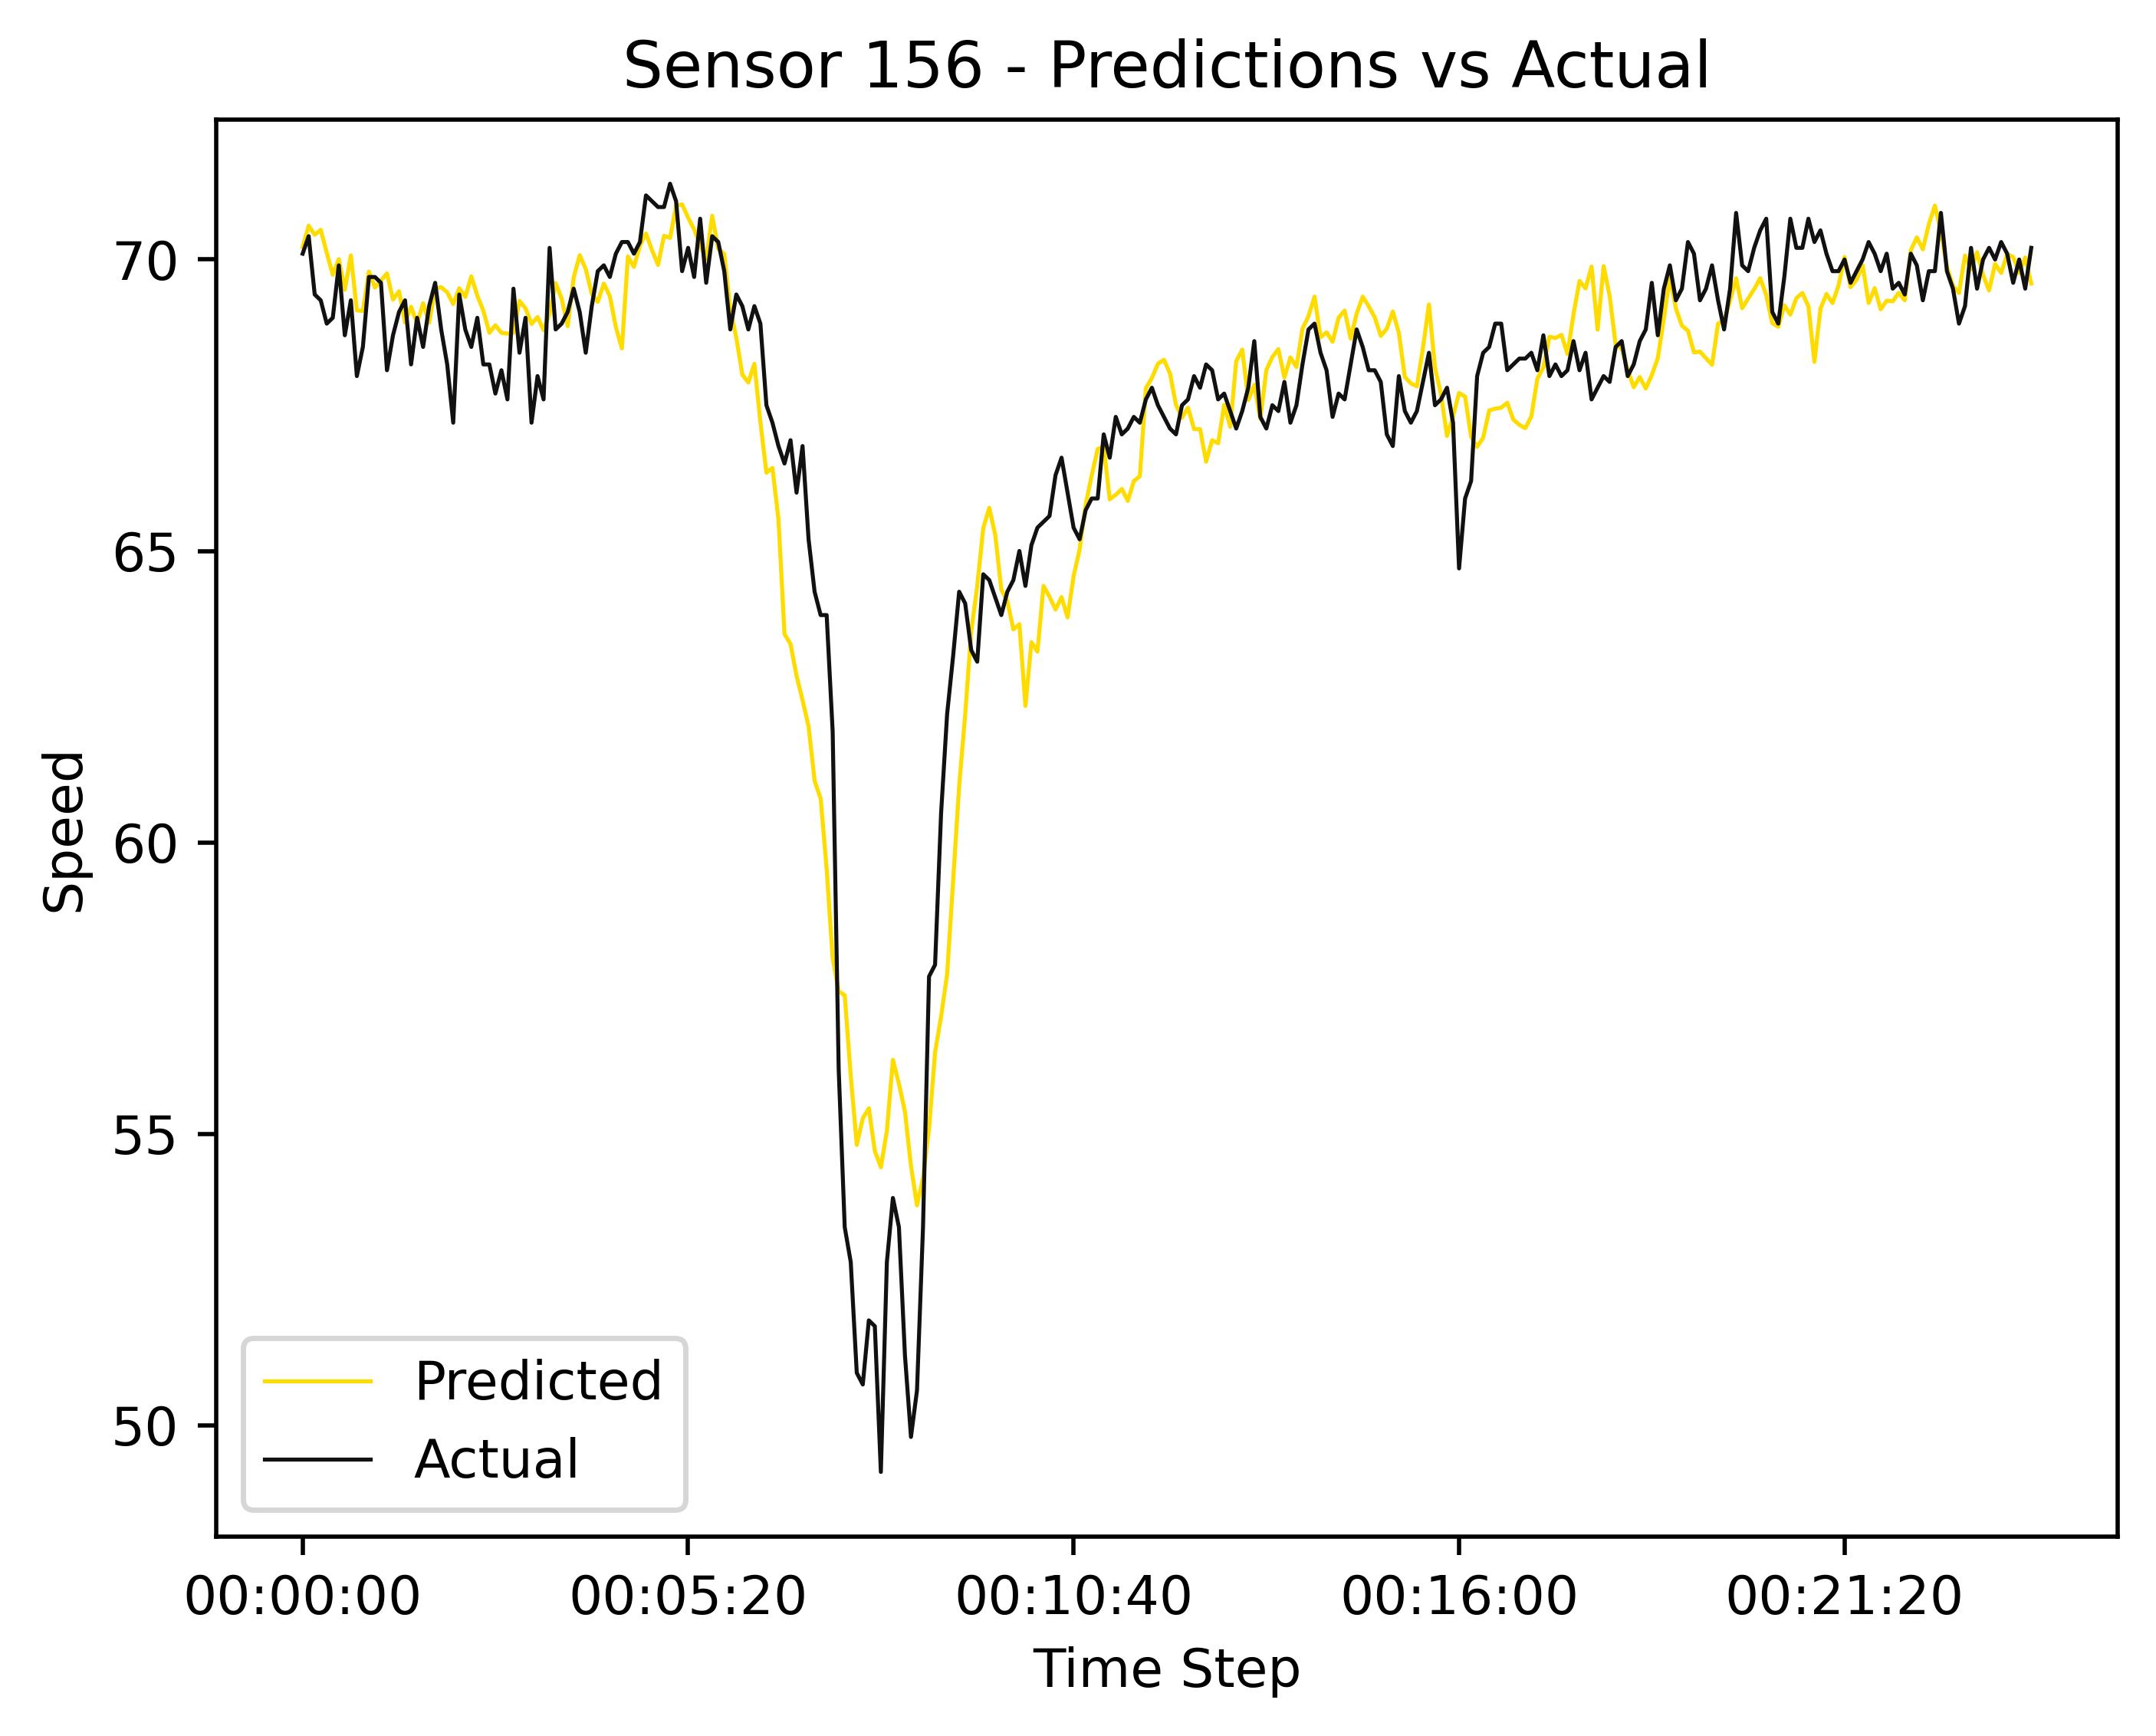 Sensor 156 - Predictions vs Actual
70
65
60
55
50
Speed
Predicted
Actual
00:00:00
00:05:20
00:10:40
00:16:00
00:21:20
Time Step